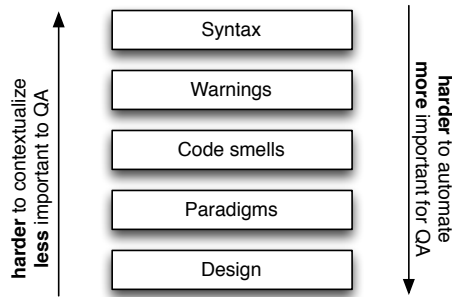 harder to contextualize
less important to QA
Syntax
Warnings
Code smells
Paradigms
Design
harder to automate
more important for QA